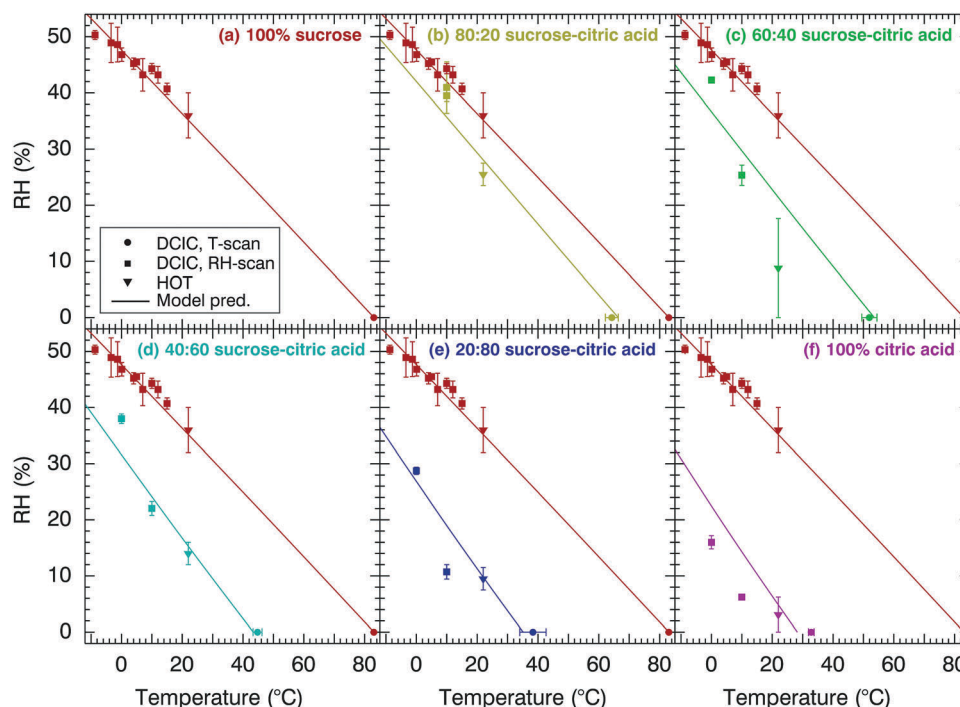 (a) 100% sucrose
(b) 80:20 sucrose-citric acid
(c) 60:40 sucrose-citric acid
50
40
30
20
10
0
RH (%)
DCIC, T-scan
DCIC, RH-scan
HOT
Model pred.
(d) 40:60 sucrose-citric acid
(e) 20:80 sucrose-citric acid
(f) 100% citric acid
50
40
30
20
10
0
RH (%)
0 20 40 60 80
0 20 40 60 80
0 20 40 60 80
Temperature (°C)
Temperature (°C)
Temperature (°C)